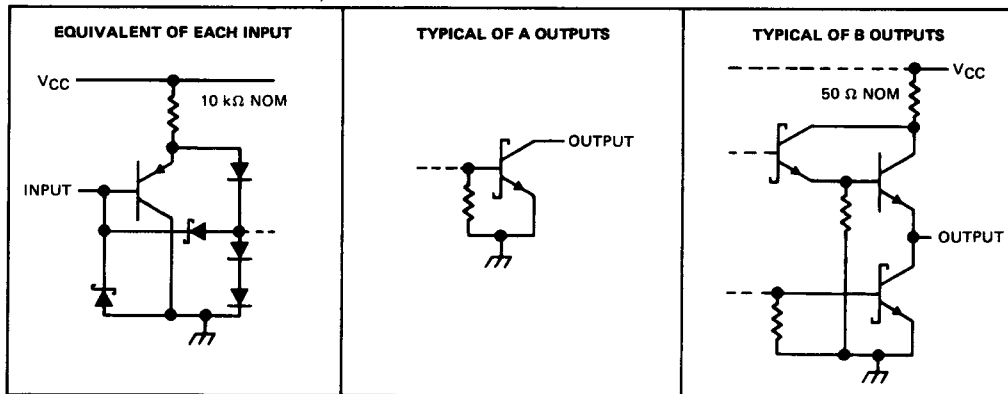 EQUIVALENT OF EACH INPUT
VCC
10 kΩ NOM
INPUT
TYPICAL OF A OUTPUTS
OUTPUT
TYPICAL OF B OUTPUTS
VCC
50 Ω NOM
OUTPUT